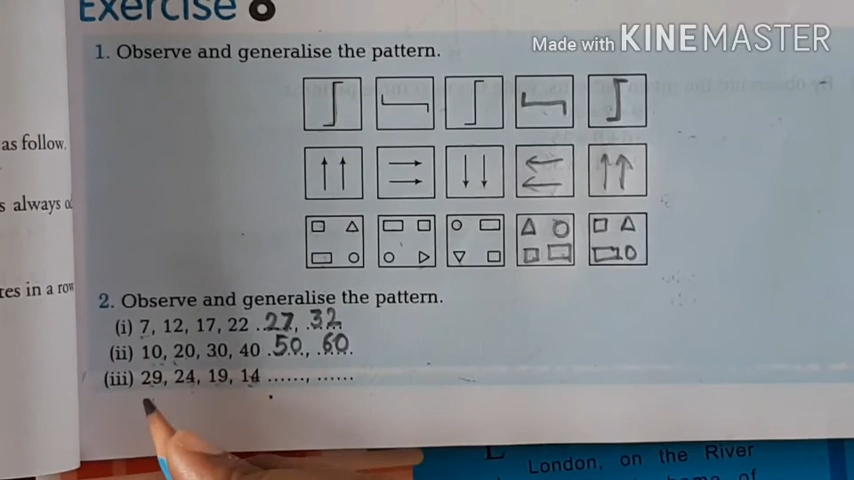 Exercise 6
Made with KINEMASTER
1. Observe and generalise the pattern.
as follow.
s always
res in a row
2. Observe and generalise the pattern.
(i) 7, 12, 17, 22 ..27.., ..32..
(ii) 10, 20, 30, 40 .50., .60..
(iii) 29, 24, 19, 14 ......, ......
London, on the River